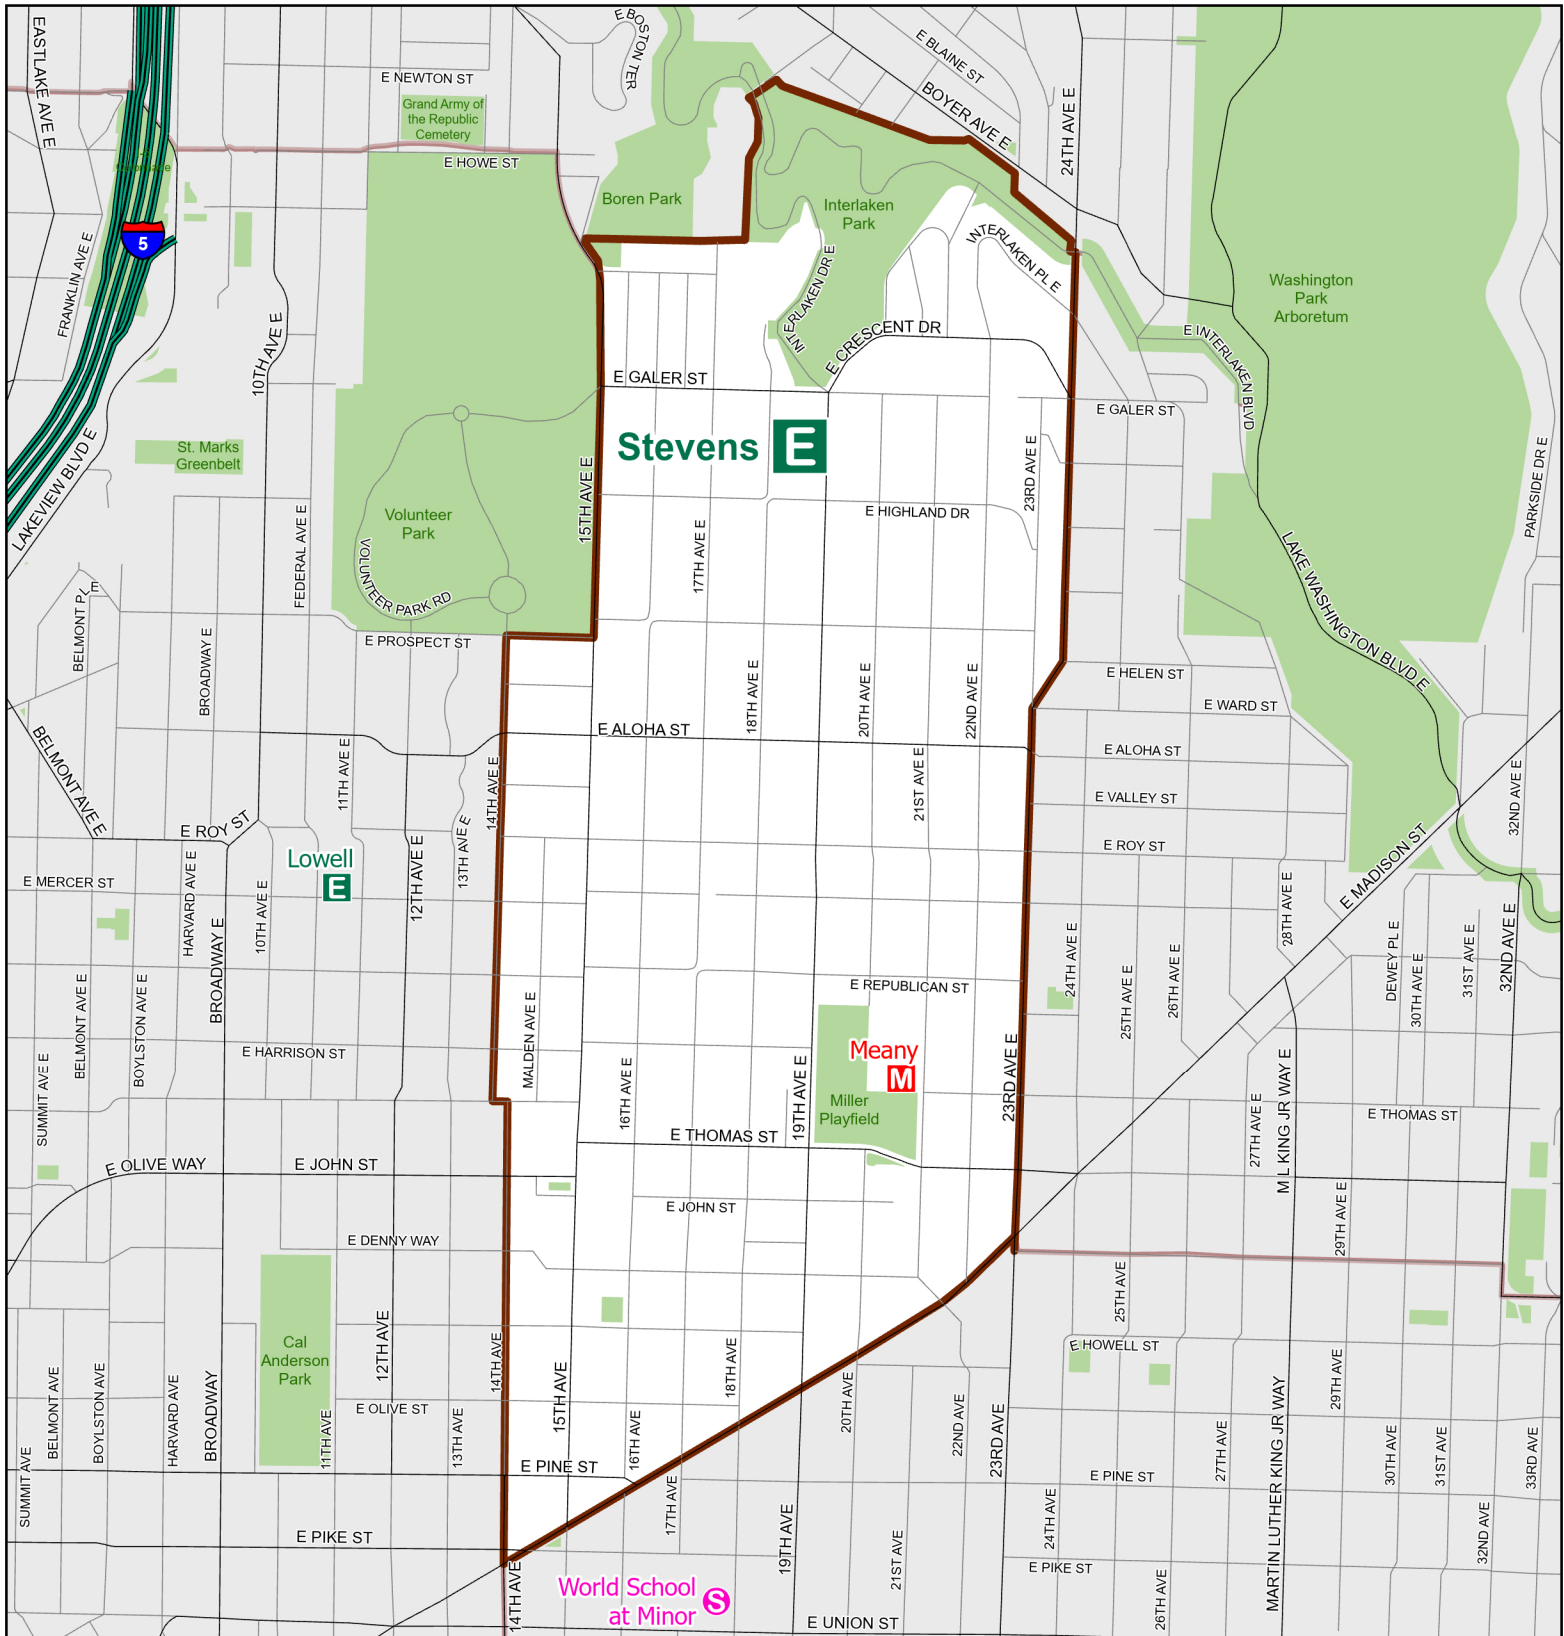 EASTLAKE AVE E
E NEWTON ST
E BOSTON TER
E BLAINE ST
BOYER AVE E
24TH AVE E
Grand Army of
the Republic
Cemetery
E HOWE ST
Boren Park
Interlaken
Park
INTERLAKEN PL E
INTERLAKEN DR E
5
FRANKLIN AVE E
10TH AVE E
Washington
Park
Arboretum
E INTERLAKEN BLVD
E CRESCENT DR
E GALER ST
E GALER ST
Stevens
E
St. Marks
Greenbelt
LAKEVIEW BLVD E
15TH AVE E
23RD AVE E
PARKSIDE DR E
Volunteer
Park
VOLUNTEER PARK RD
FEDERAL AVE E
17TH AVE E
E HIGHLAND DR
LAKE WASHINGTON BLVD E
BELMONT PL E
BROADWAY E
E PROSPECT ST
18TH AVE E
20TH AVE E
22ND AVE E
E HELEN ST
E WARD ST
E ALOHA ST
E ALOHA ST
BELMONT AVE E
11TH AVE E
14TH AVE E
21ST AVE E
E VALLEY ST
32ND AVE E
E ROY ST
E ROY ST
13TH AVE E
Lowell
E
E MERCER ST
HARVARD AVE E
10TH AVE E
12TH AVE E
E MADISON ST
28TH AVE E
BROADWAY E
BELMONT AVE E
BOYLSTON AVE E
24TH AVE E
25TH AVE E
26TH AVE E
DEWEY PL E
30TH AVE E
31ST AVE E
32ND AVE E
E REPUBLICAN ST
MALDEN AVE E
E HARRISON ST
SUMMIT AVE E
16TH AVE E
19TH AVE E
Meany
M
Miller
Playfield
23RD AVE E
27TH AVE E
M L KING JR WAY E
E THOMAS ST
E THOMAS ST
E OLIVE WAY
E JOHN ST
E JOHN ST
29TH AVE E
E DENNY WAY
25TH AVE
Cal
Anderson
Park
12TH AVE
14TH AVE
15TH AVE
18TH AVE
E HOWELL ST
BELMONT AVE
BOYLSTON AVE
HARVARD AVE
BROADWAY
11TH AVE
E OLIVE ST
13TH AVE
16TH AVE
20TH AVE
22ND AVE
23RD AVE
29TH AVE
27TH AVE
MARTIN LUTHER KING JR WAY
30TH AVE
31ST AVE
33RD AVE
SUMMIT AVE
E PINE ST
E PINE ST
17TH AVE
19TH AVE
21ST AVE
24TH AVE
32ND AVE
E PIKE ST
E PIKE ST
14TH AVE
26TH AVE
World School
at Minor
S
E UNION ST